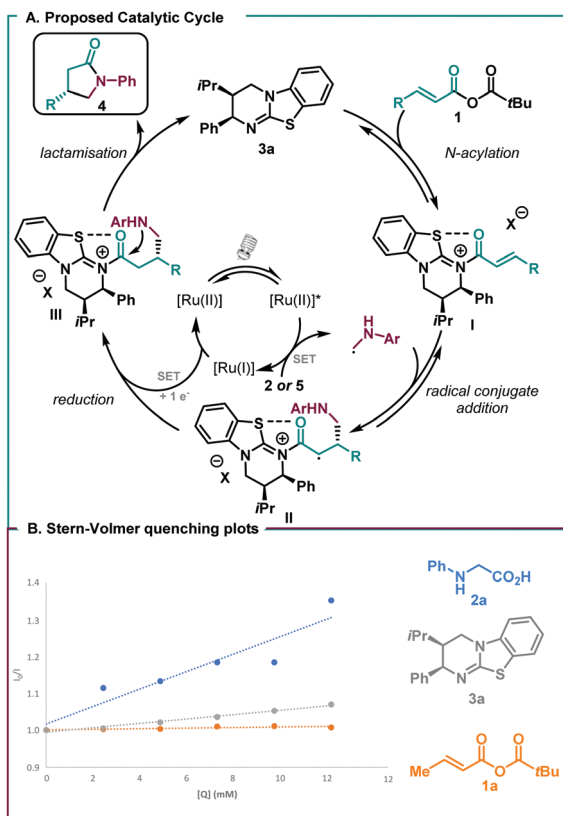 A. Proposed Catalytic Cycle
O
N
Ph
R
4
iPr
N
Ph
N
S
3a
O
O
R
O
tBu
1
lactamisation
N-acylation
ArHN
S
O
N
+
N
R
⊖
X
Ph
III
iPr
[Ru(II)]
[Ru(II)]*
[Ru(I)]
SET
2 or 5
SET
+ 1 e-
H
N
Ar
X ⊖
S
O
N
+
N
R
Ph
iPr
I
reduction
radical conjugate
addition
ArHN
S
O
N
+
N
R
⊖
X
Ph
iPr
II
B. Stern-Volmer quenching plots
1.4
1.3
1.2
1.1
1.0
0.9
I0/I
0
2
4
6
8
10
12
[Q] (mM)
Ph
N
H
CO2H
2a
iPr
N
Ph
N
S
3a
O
O
Me
O
tBu
1a